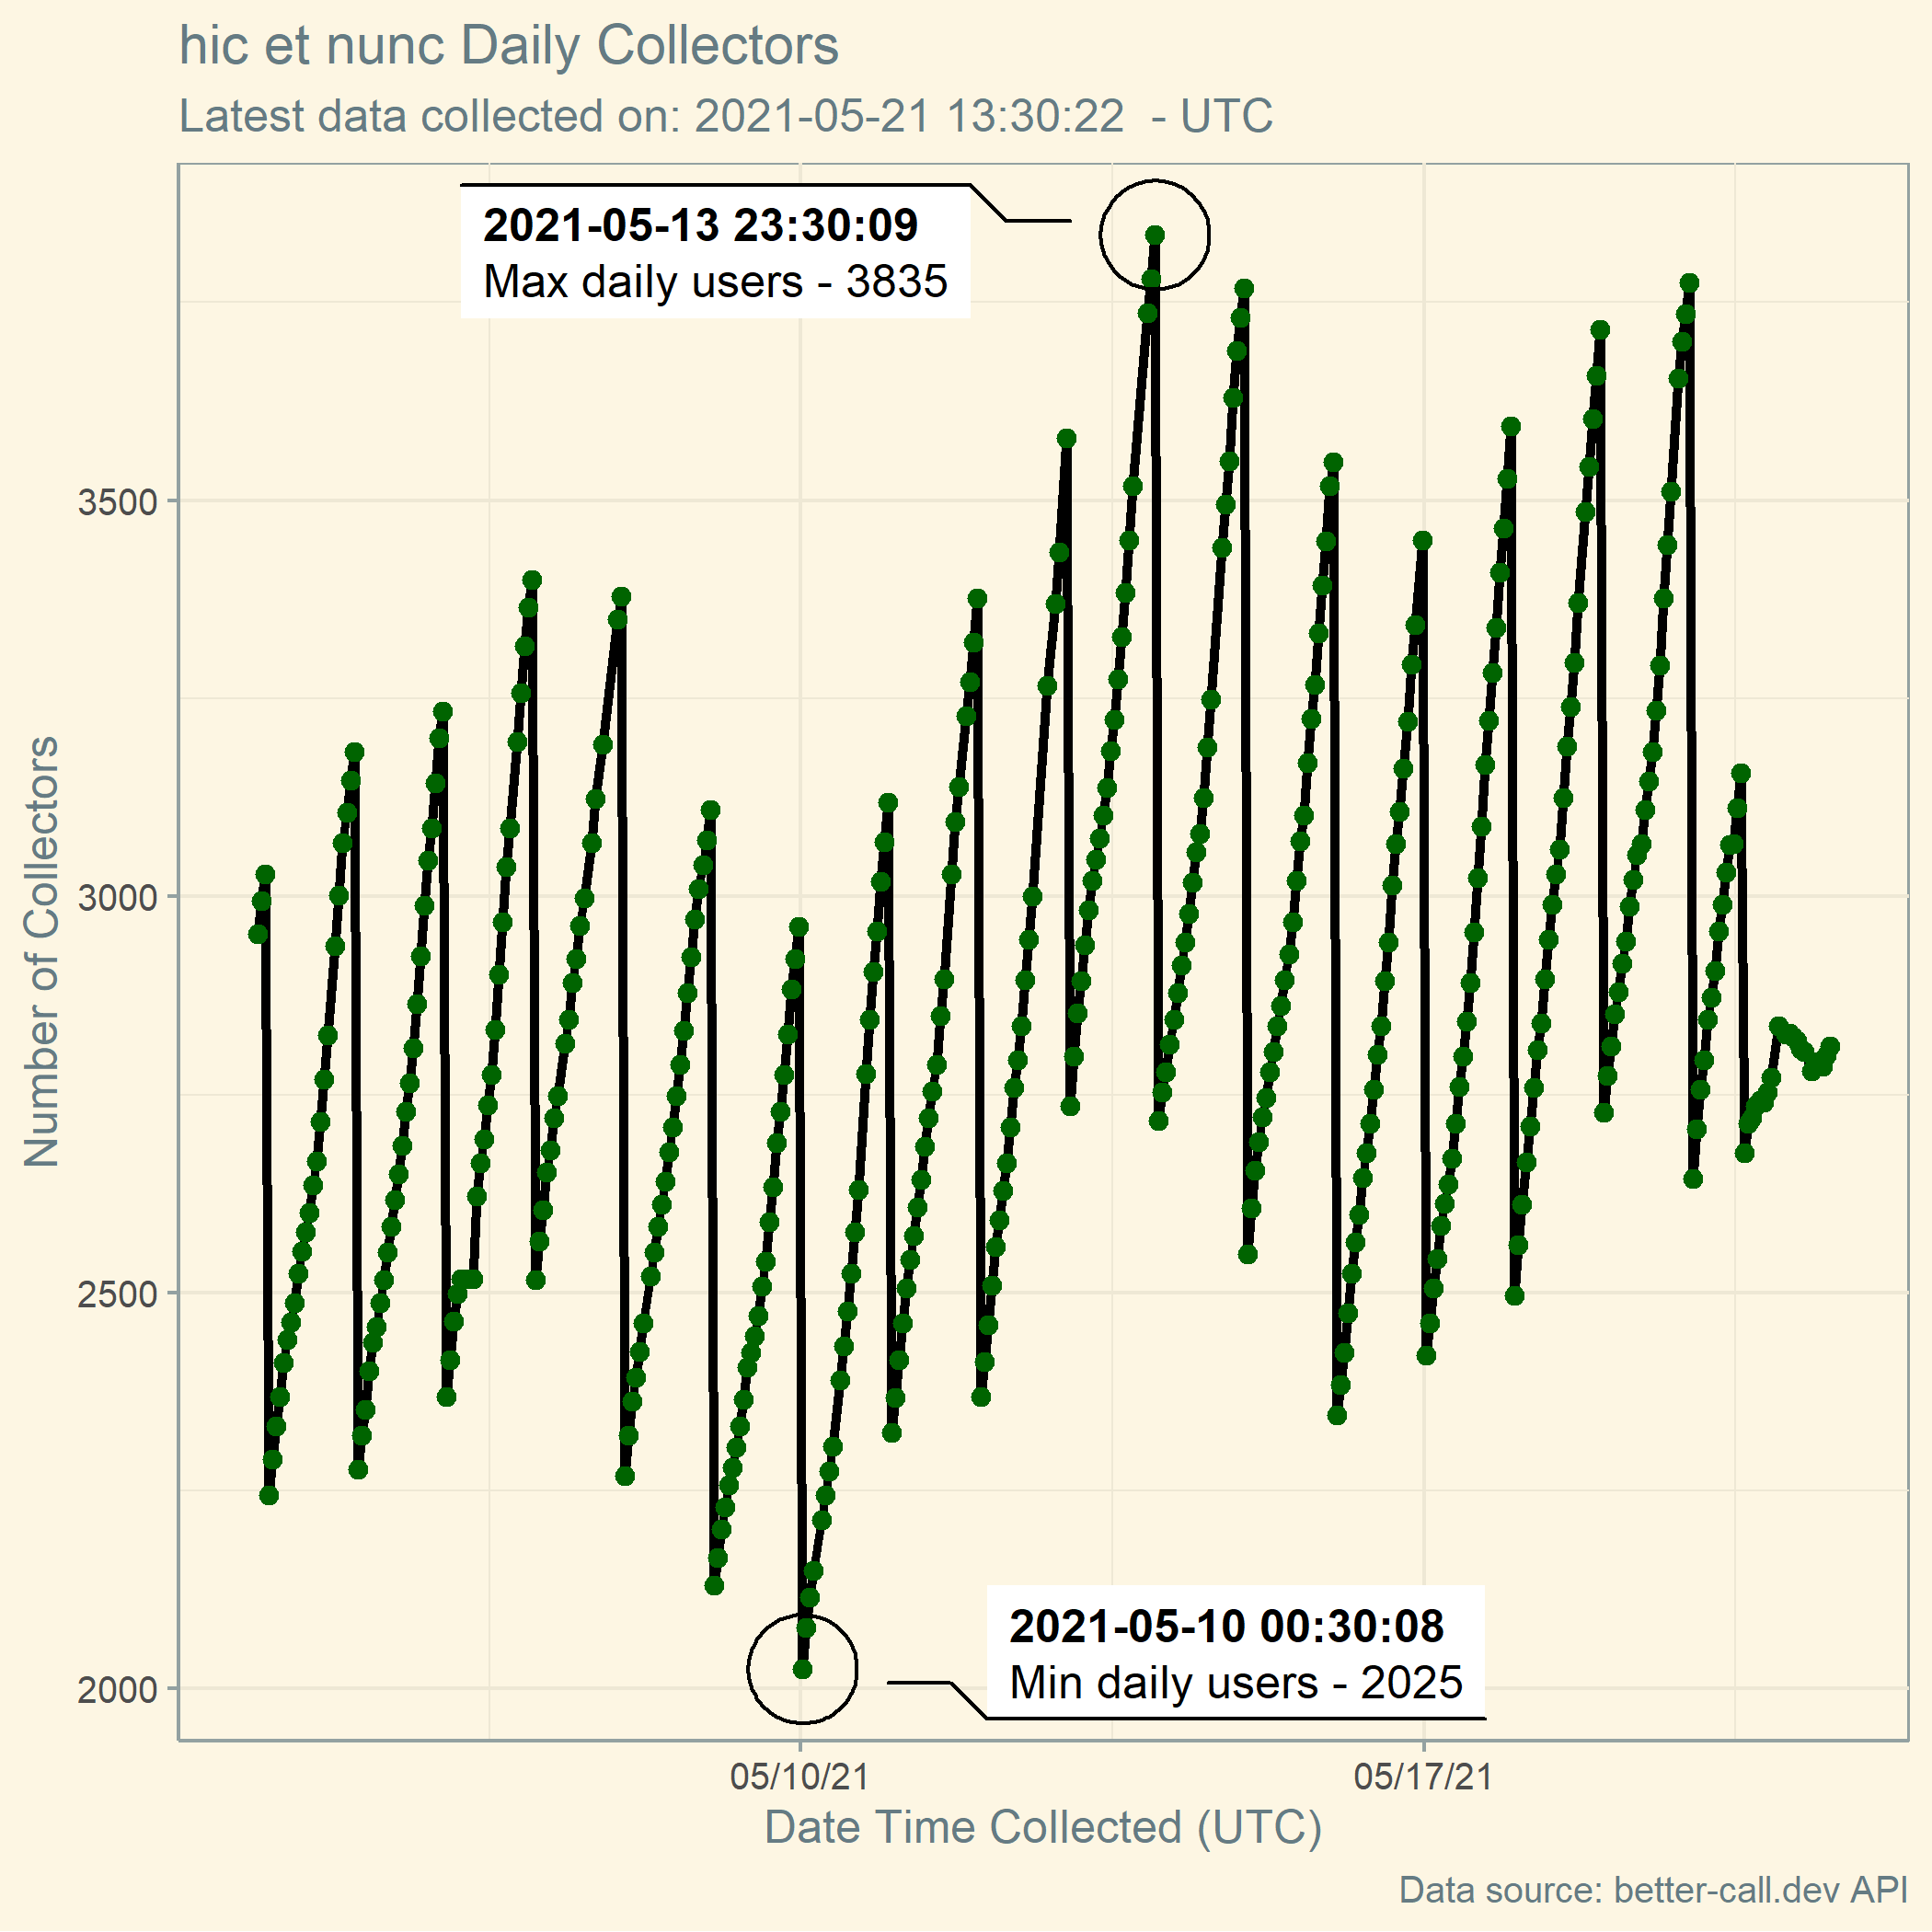 hic et nunc Daily Collectors
Latest data collected on: 2021-05-21 13:30:22  - UTC
2021-05-13 23:30:09
Max daily users - 3835
Number of Collectors
3500
3000
2500
2000
2021-05-10 00:30:08
Min daily users - 2025
05/10/21
05/17/21
Date Time Collected (UTC)
Data source: better-call.dev API